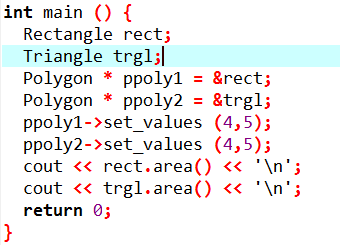 int main () {
  Rectangle rect;
  Triangle trgl;
  Polygon * ppoly1 = &rect;
  Polygon * ppoly2 = &trgl;
  ppoly1->set_values (4,5);
  ppoly2->set_values (4,5);
  cout << rect.area() << '\n';
  cout << trgl.area() << '\n';
  return 0;
}